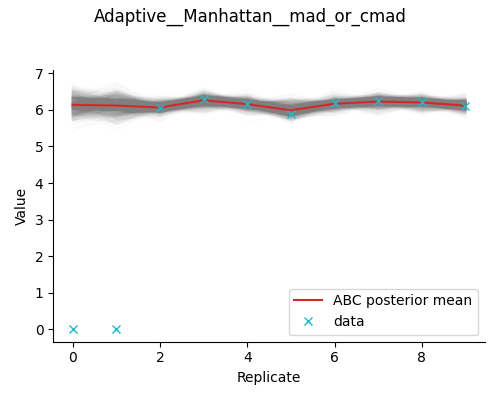 Adaptive__Manhattan__mad_or_cmad
7
6
5
4
3
2
1
0
Value
0 2 4 6 8
Replicate
ABC posterior mean
data